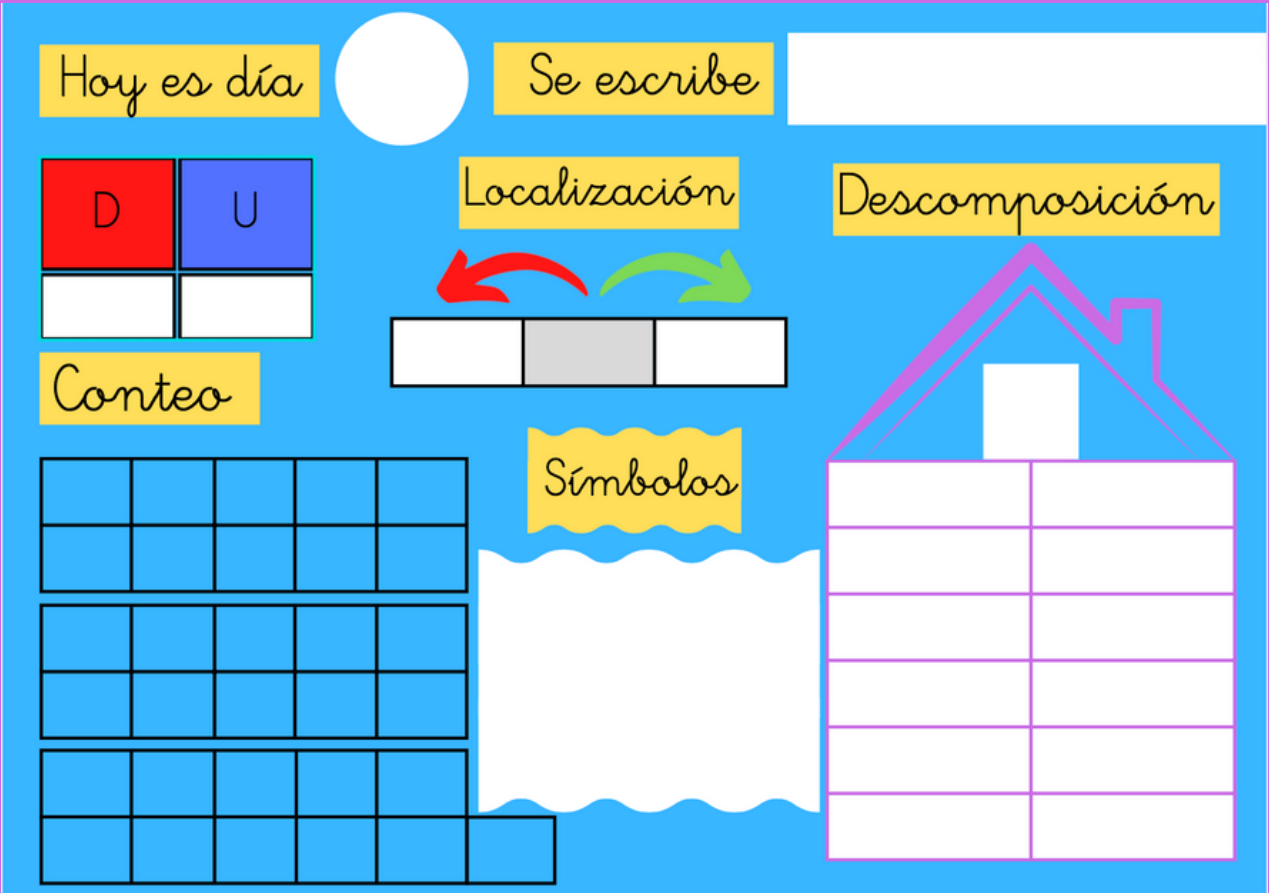 Hoy es día
Se escribe
D U
Localización
Descomposición
Conteo
Símbolos